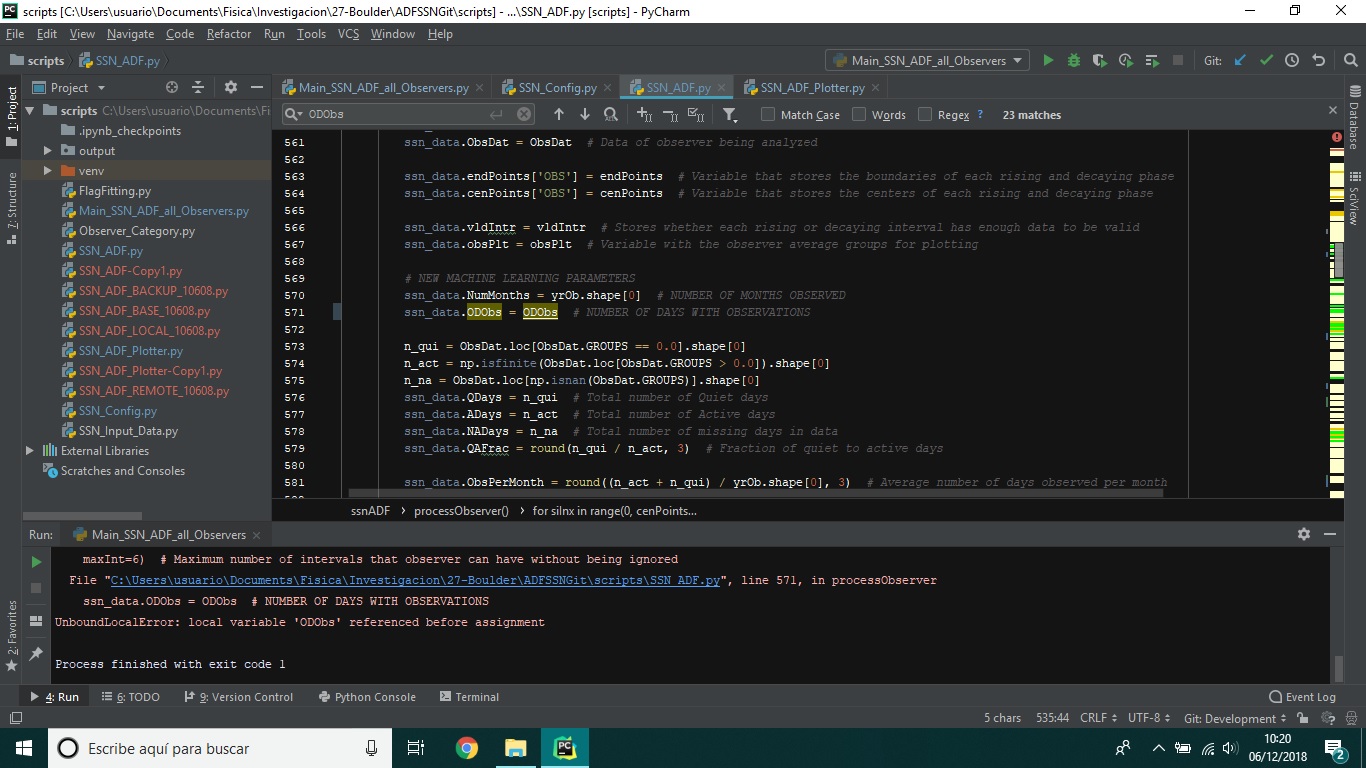 scripts [C:\Users\usuario\Documents\Fisica\Investigacion\27-Boulder\ADFSSNGit\scripts] - ...\SSN_ADF.py [scripts] - PyCharm
File Edit View Navigate Code Refactor Run Tools VCS Window Help
scripts SSN_ADF.py
Main_SSN_ADF_all_Observers
Git:
Project
Main_SSN_ADF_all_Observers.py SSN_Config.py SSN_ADF.py SSN_ADF_Plotter.py
ODObs
Match Case Words Regex ? 23 matches
1: Project
7: Structure
2: Favorites
Database
SciView
scripts C:\Users\usuario\Documents\Fi
.ipynb_checkpoints
output
venv
FlagFitting.py
Main_SSN_ADF_all_Observers.py
Observer_Category.py
SSN_ADF.py
SSN_ADF-Copy1.py
SSN_ADF_BACKUP_10608.py
SSN_ADF_BASE_10608.py
SSN_ADF_LOCAL_10608.py
SSN_ADF_Plotter.py
SSN_ADF_Plotter-Copy1.py
SSN_ADF_REMOTE_10608.py
SSN_Config.py
SSN_Input_Data.py
External Libraries
Scratches and Consoles
561 ssn_data.ObsDat = ObsDat # Data of observer being analyzed
562
563 ssn_data.endPoints['OBS'] = endPoints # Variable that stores the boundaries of each rising and decaying phase
564 ssn_data.cenPoints['OBS'] = cenPoints # Variable that stores the centers of each rising and decaying phase
565
566 ssn_data.vldIntr = vldIntr # Stores whether each rising or decaying interval has enough data to be valid
567 ssn_data.obsPlt = obsPlt # Variable with the observer average groups for plotting
568
569 # NEW MACHINE LEARNING PARAMETERS
570 ssn_data.NumMonths = yrOb.shape[0] # NUMBER OF MONTHS OBSERVED
571 ssn_data.ODObs = ODObs # NUMBER OF DAYS WITH OBSERVATIONS
572
573 n_qui = ObsDat.loc[ObsDat.GROUPS == 0.0].shape[0]
574 n_act = np.isfinite(ObsDat.loc[ObsDat.GROUPS > 0.0]).shape[0]
575 n_na = ObsDat.loc[np.isnan(ObsDat.GROUPS)].shape[0]
576 ssn_data.QDays = n_qui # Total number of Quiet days
577 ssn_data.ADays = n_act # Total number of Active days
578 ssn_data.NADays = n_na # Total number of missing days in data
579 ssn_data.QAFrac = round(n_qui / n_act, 3) # Fraction of quiet to active days
580
581 ssn_data.ObsPerMonth = round((n_act + n_qui) / yrOb.shape[0], 3) # Average number of days observed per month
ssnADF processObserver() for siInx in range(0, cenPoints...
Run: Main_SSN_ADF_all_Observers
maxInt=6) # Maximum number of intervals that observer can have without being ignored
File "C:\Users\usuario\Documents\Fisica\Investigacion\27-Boulder\ADFSSNGit\scripts\SSN_ADF.py", line 571, in processObserver
ssn_data.ODObs = ODObs # NUMBER OF DAYS WITH OBSERVATIONS
UnboundLocalError: local variable 'ODObs' referenced before assignment
Process finished with exit code 1
4: Run 6: TODO 9: Version Control Python Console Terminal Event Log
5 chars 535:44 CRLF UTF-8 Git: Development
Escribe aquí para buscar
10:20
06/12/2018
2